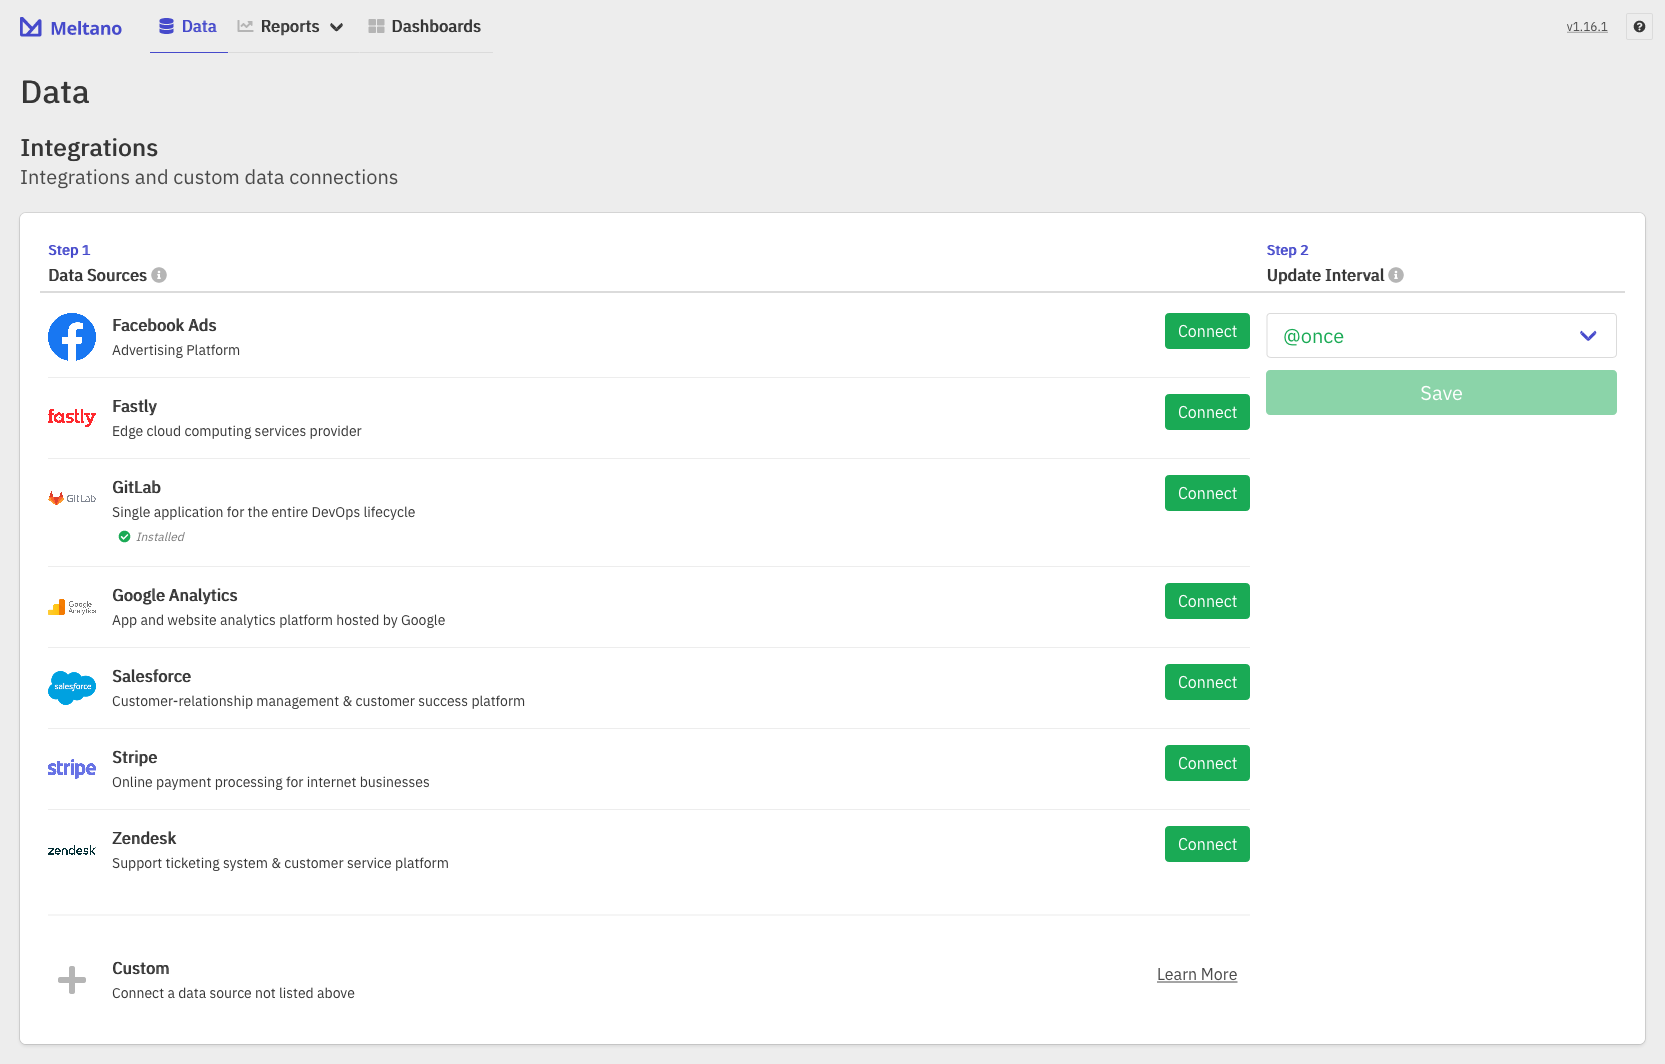 Meltano
Data
Reports
Dashboards
v1.16.1
Data
Integrations
Integrations and custom data connections
Step 1
Data Sources
Step 2
Update Interval
Facebook Ads
Advertising Platform
Connect
@once
Save
fastly
Fastly
Edge cloud computing services provider
Connect
GitLab
GitLab
Single application for the entire DevOps lifecycle
Installed
Connect
Google
Analytics
Google Analytics
App and website analytics platform hosted by Google
Connect
salesforce
Salesforce
Customer-relationship management & customer success platform
Connect
stripe
Stripe
Online payment processing for internet businesses
Connect
zendesk
Zendesk
Support ticketing system & customer service platform
Connect
Custom
Connect a data source not listed above
Learn More